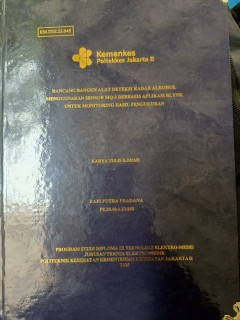 Kemenkes
Poltekkes Jakarta II
RANCANG BANGUN ALAT DETEKSI KADAR ALKOHOL
MENGGUNAKAN SENSOR MQ-3 BERBASIS APLIKASI BLYNK
UNTUK MONITORING HASIL PENGUKURAN
KARYA TULIS ILMIAH
PUTRA PRADANA
PROGRAM STUDI DIPLOMA III TEKNOLOGI ELEKTRO-MEDIS
JURUSAN TEKNIK ELEKTROMEDIK
POLITEKNIK KESEHATAN KEMENTERIAN KESEHATAN JAKARTA II